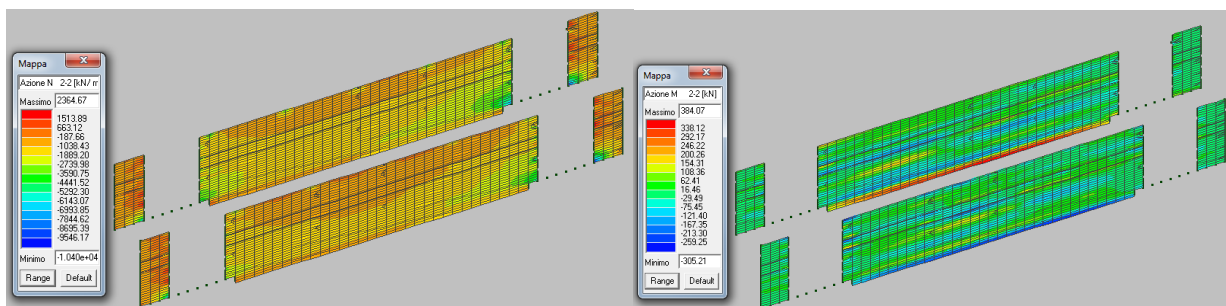 Mappa
Azione N 2-2 [kN/ m
Massimo 2364.67
1513.89
663.12
-187.66
-1038.43
-1889.20
-2739.98
-3590.75
-4441.52
-5292.30
-6143.07
-6993.85
-7844.62
-8695.39
-9546.17
Minimo -1.040e+04
Range Default
Mappa
Azione M 2-2 [kN]
Massimo 384.07
338.12
292.17
246.22
200.26
154.31
108.36
62.41
16.46
-29.49
-75.45
-121.40
-167.35
-213.30
-259.25
Minimo -305.21
Range Default